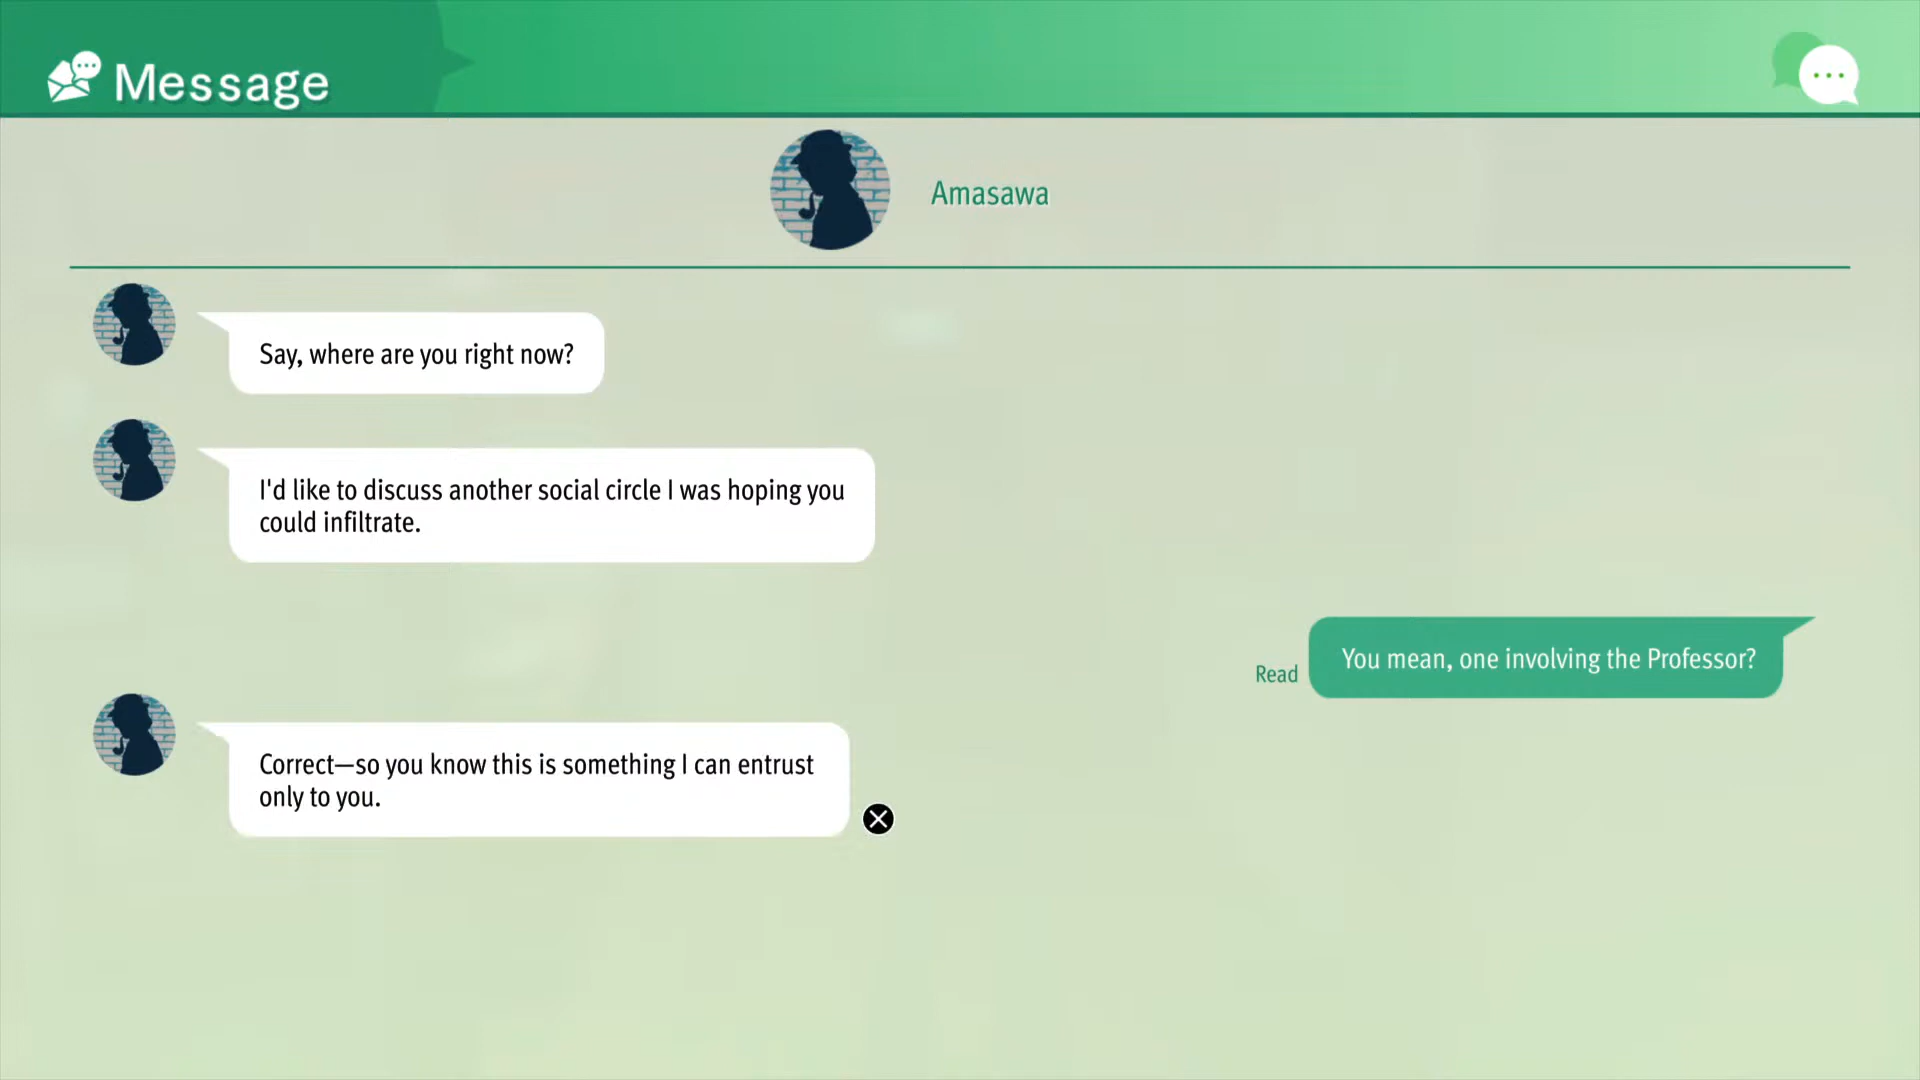 Message
Amasawa
Say, where are you right now?
I'd like to discuss another social circle I was hoping you
could infiltrate.
You mean, one involving the Professor?
Read
Correct—so you know this is something I can entrust
only to you.